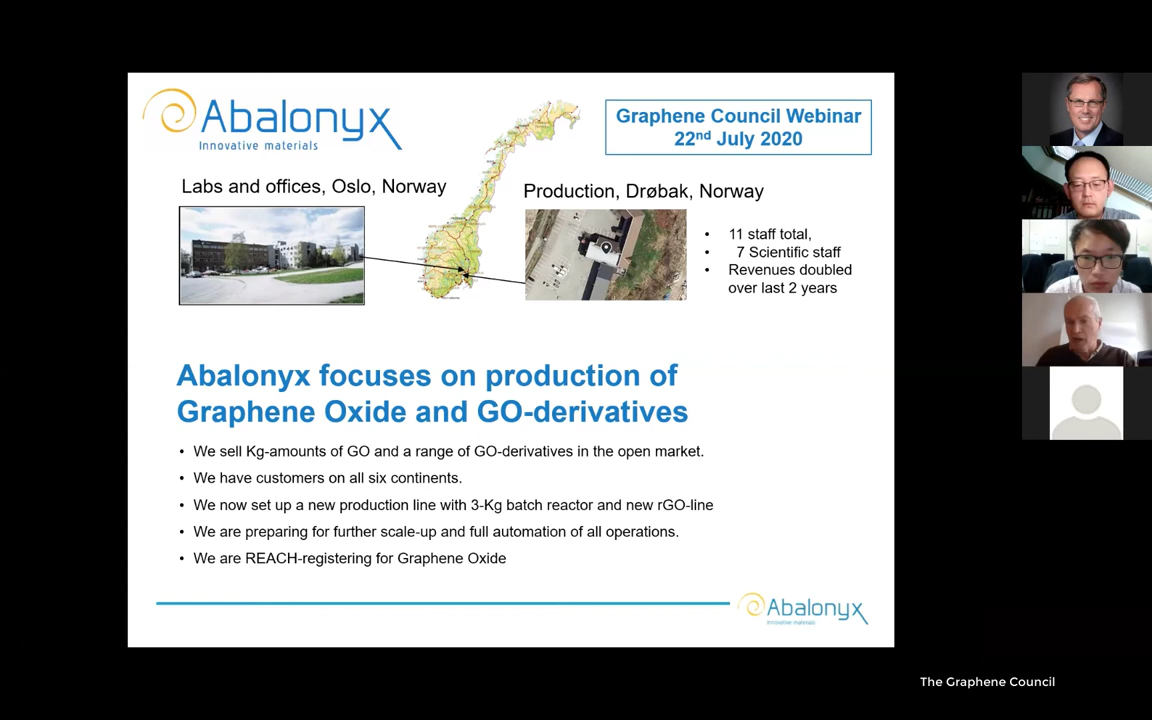 Abalonyx
Innovative materials
Graphene Council Webinar
22nd July 2020
Labs and offices, Oslo, Norway
Production, Drøbak, Norway
• 11 staff total,
• 7 Scientific staff
• Revenues doubled
over last 2 years
Abalonyx focuses on production of
Graphene Oxide and GO-derivatives
• We sell Kg-amounts of GO and a range of GO-derivatives in the open market.
• We have customers on all six continents.
• We now set up a new production line with 3-Kg batch reactor and new rGO-line
• We are preparing for further scale-up and full automation of all operations.
• We are REACH-registering for Graphene Oxide
Abalonyx
Innovative materials
The Graphene Council